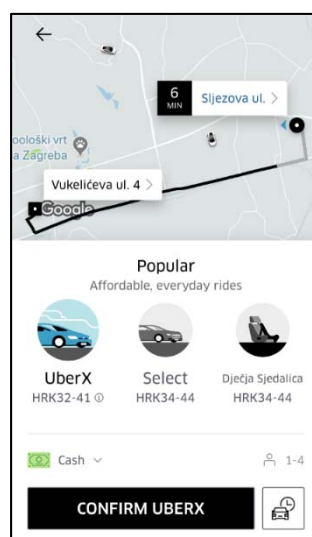 6
MIN
Sljezova ul. >
oološki vrt
a Zagreba
Vukelićeva ul. 4 >
Google
Popular
Affordable, everyday rides
UberX
HRK32-41
Select
HRK34-44
Dječja Sjedalica
HRK34-44
Cash
1-4
CONFIRM UBERX